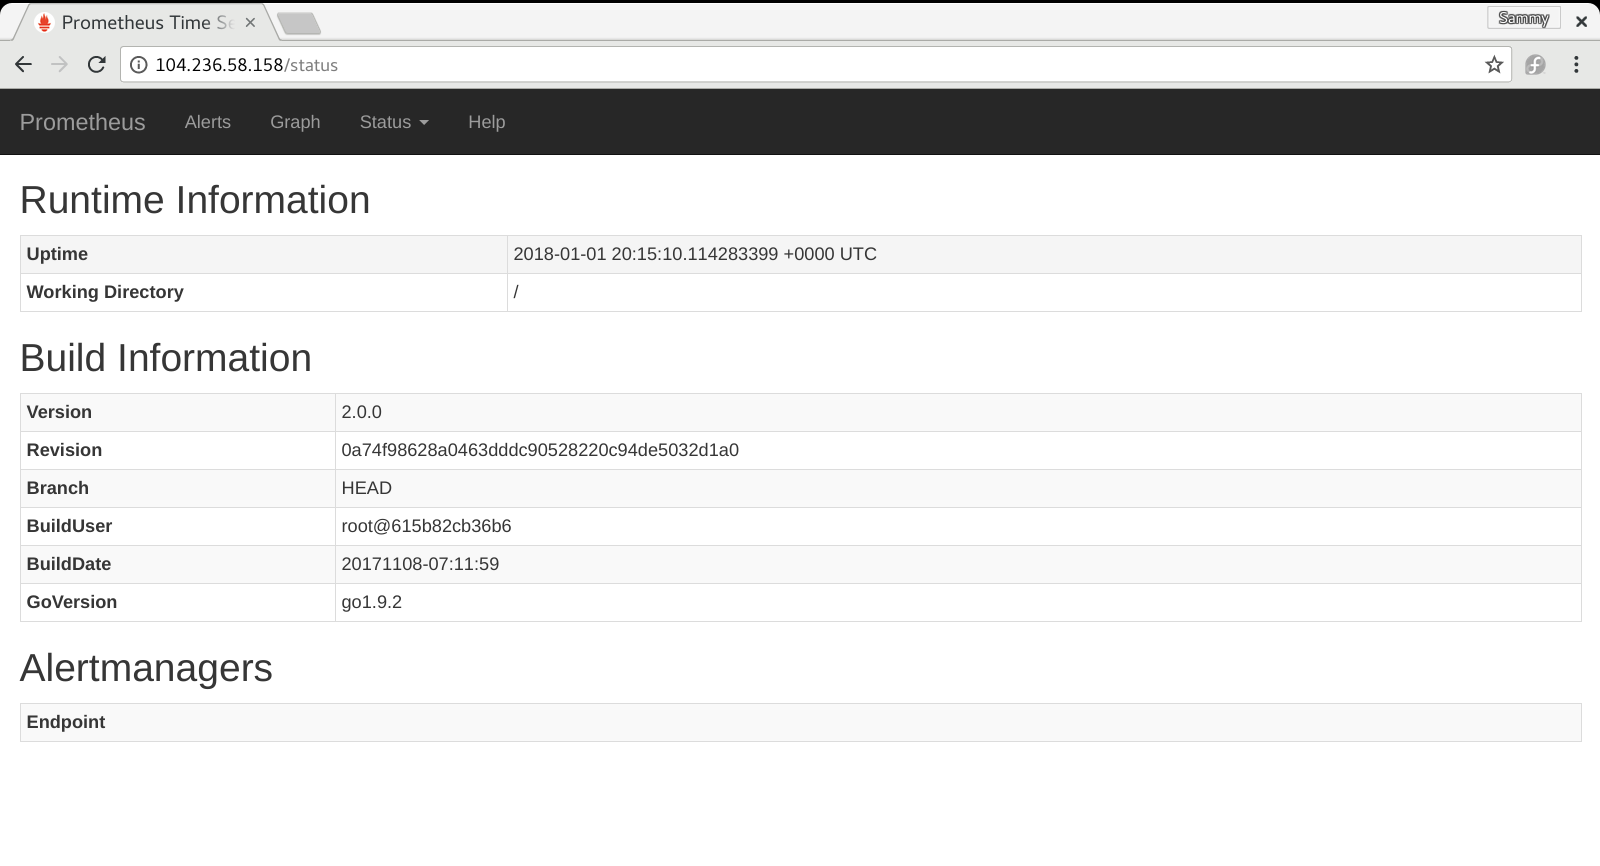 Prometheus Time Se
Sammy
104.236.58.158/status
Prometheus Alerts Graph Status Help
Runtime Information
Uptime 2018-01-01 20:15:10.114283399 +0000 UTC
Working Directory /
Build Information
Version 2.0.0
Revision 0a74f98628a0463dddc90528220c94de5032d1a0
Branch HEAD
BuildUser root@615b82cb36b6
BuildDate 20171108-07:11:59
GoVersion go1.9.2
Alertmanagers
Endpoint